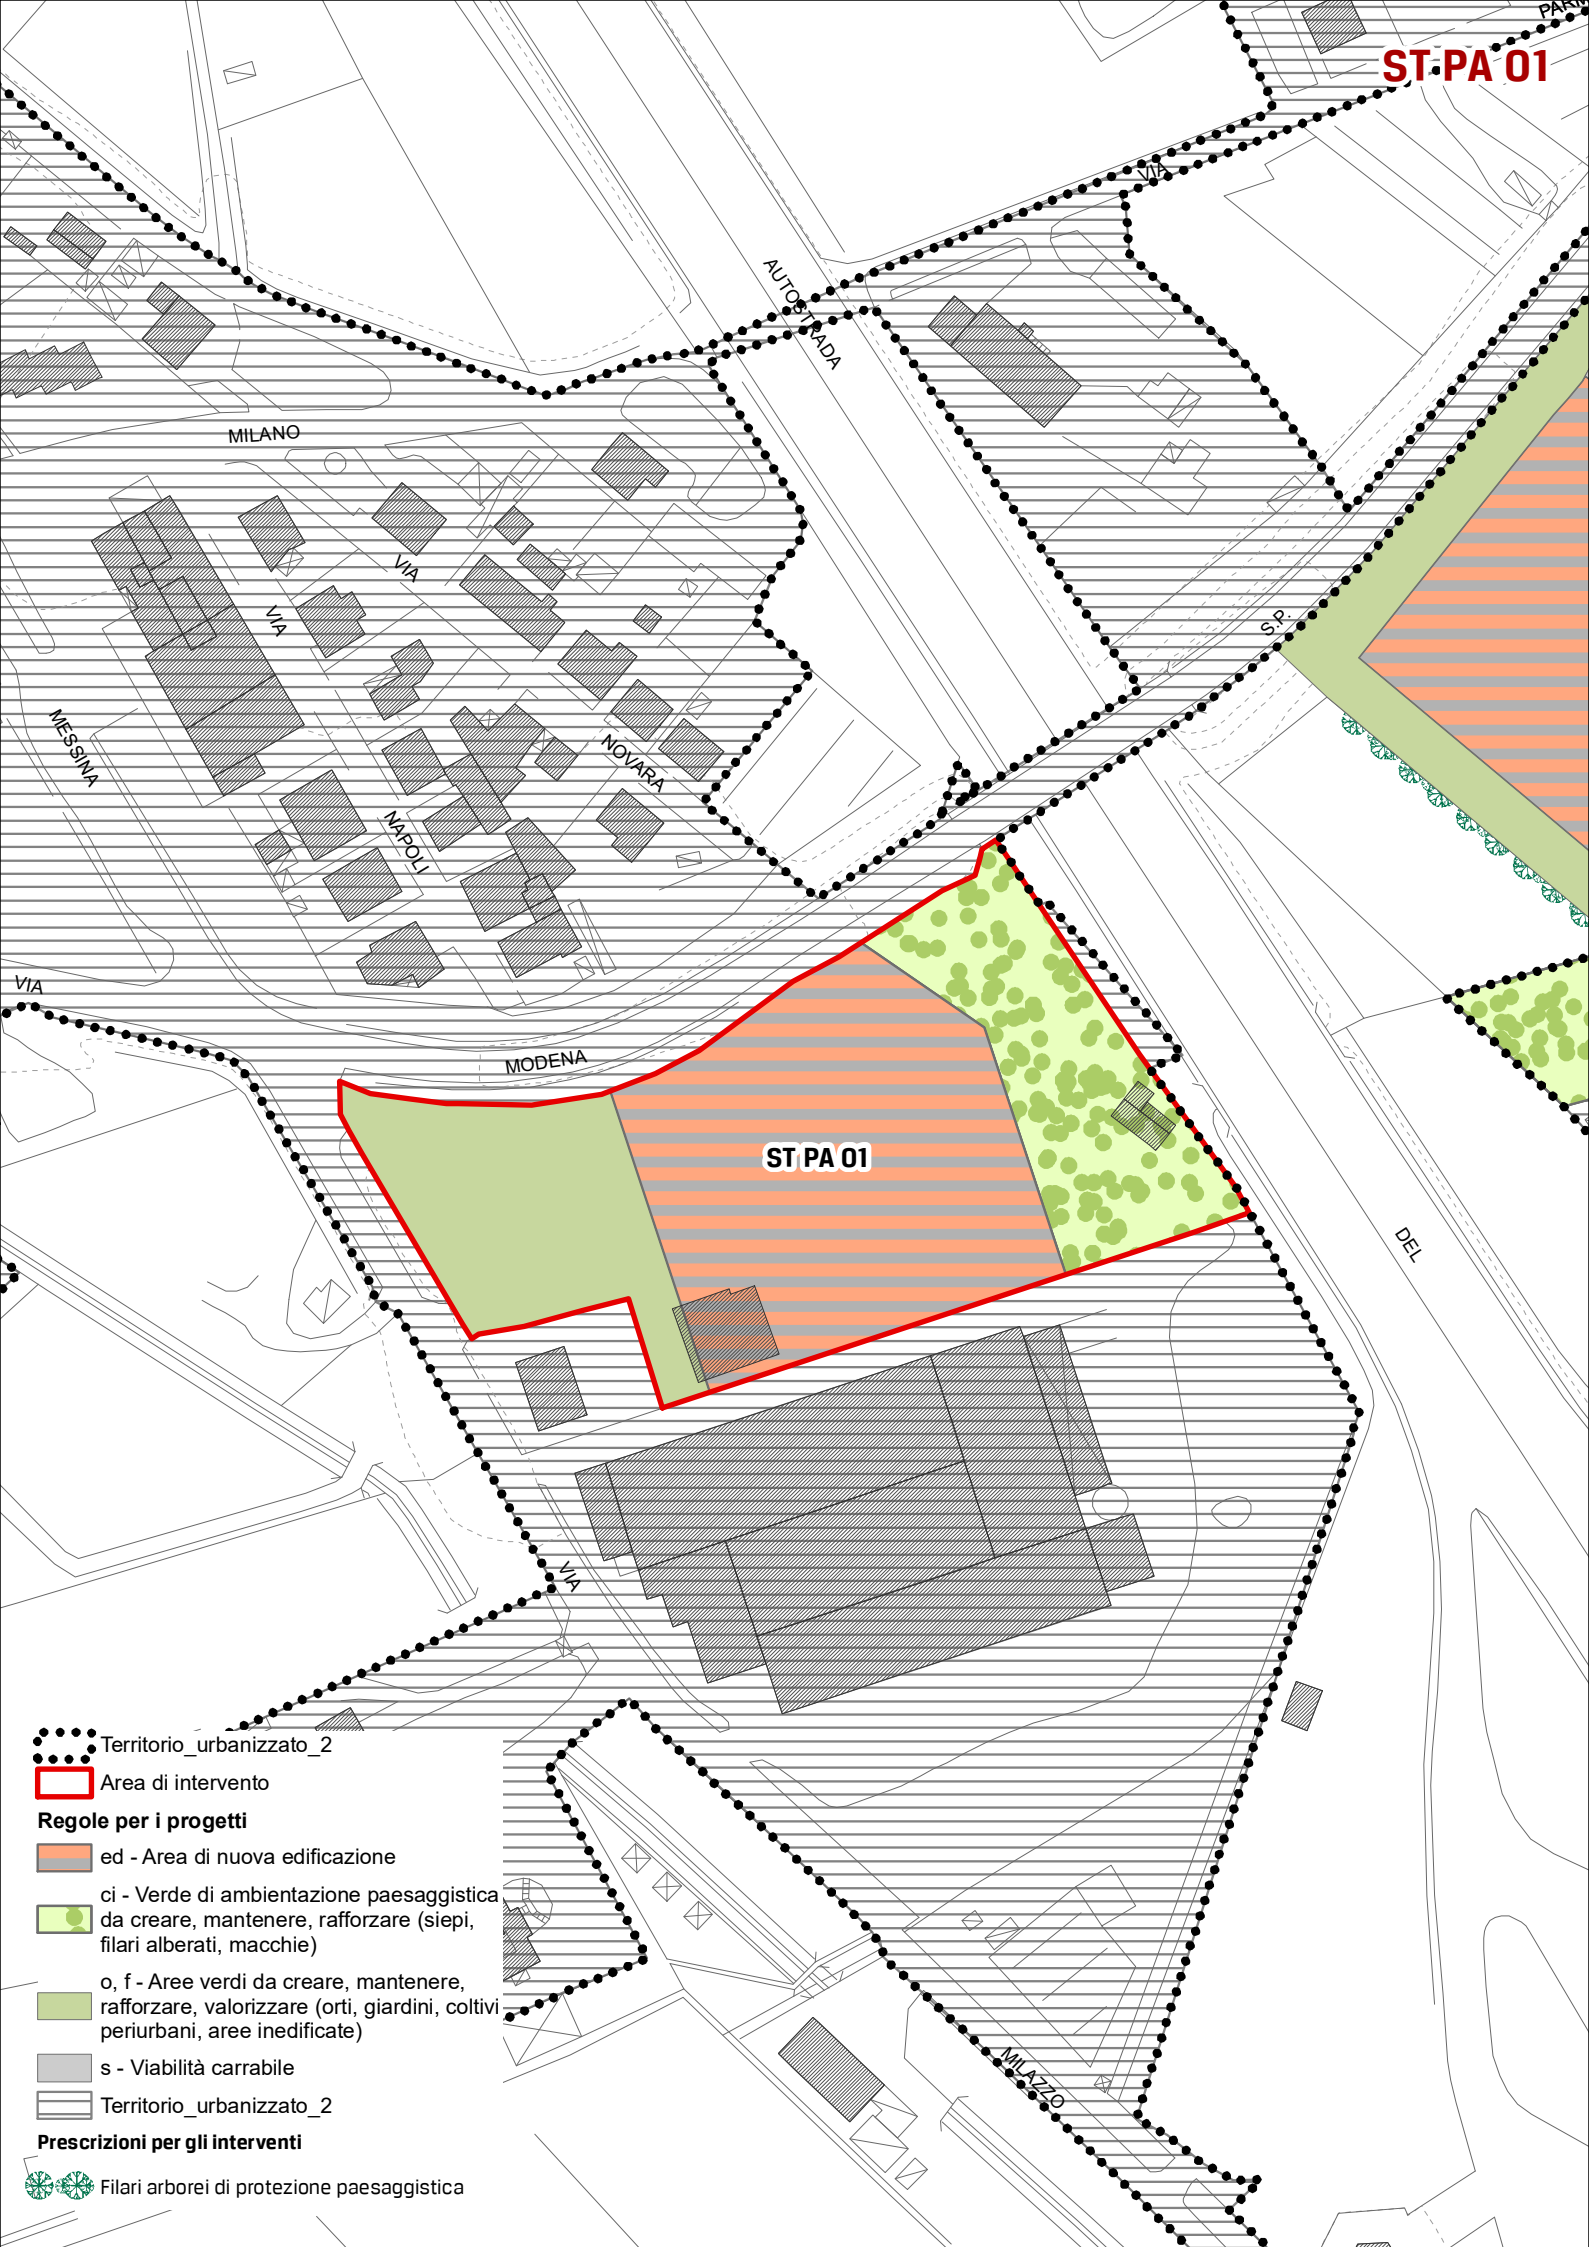 ST PA 01
VIA
AUTOSTRADA
MILANO
VIA
VIA
S.P.
MESSINA
NOVARA
NAPOLI
VIA
MODENA
ST PA 01
DEL
VIA
MILAZZO
Territorio_urbanizzato_2
Area di intervento
Regole per i progetti
ed - Area di nuova edificazione
ci - Verde di ambientazione paesaggistica
da creare, mantenere, rafforzare (siepi,
filari alberati, macchie)
o, f - Aree verdi da creare, mantenere,
rafforzare, valorizzare (orti, giardini, coltivi
periurbani, aree inedificate)
s - Viabilità carrabile
Territorio_urbanizzato_2
Prescrizioni per gli interventi
Filari arborei di protezione paesaggistica